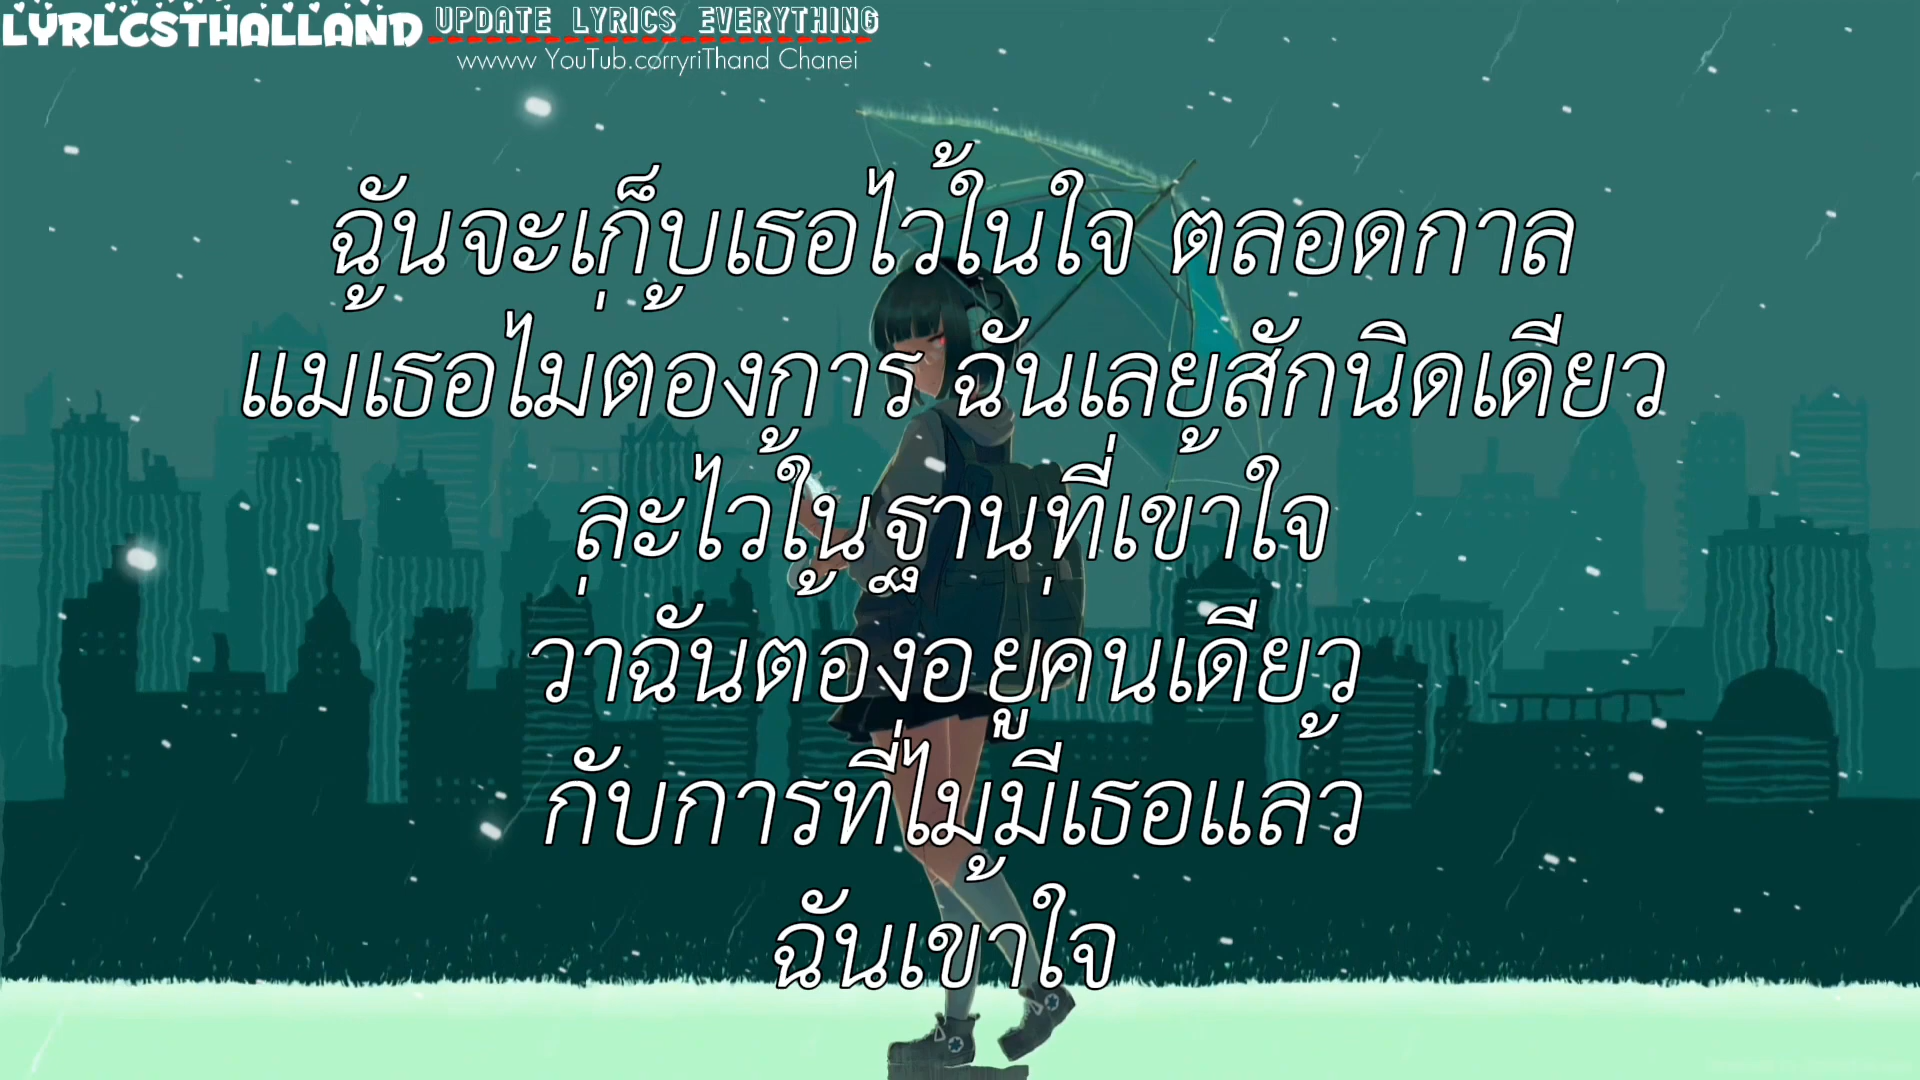 LYRLCSTHALLAND
UPDATE LYRICS EVERYTHING
wwww YouTub.corryriThand Chanei
ฉันจะเก็บเธอไว้ในใจ ตลอดกาล
แม้เธอไม่ต้องการ ฉันเลยสักนิดเดียว
และไว้ในฐานที่เข้าใจ
ว่าฉันต้องอยู่คนเดียว
กับการที่ไม่มีเธอแล้ว
ฉันเข้าใจ